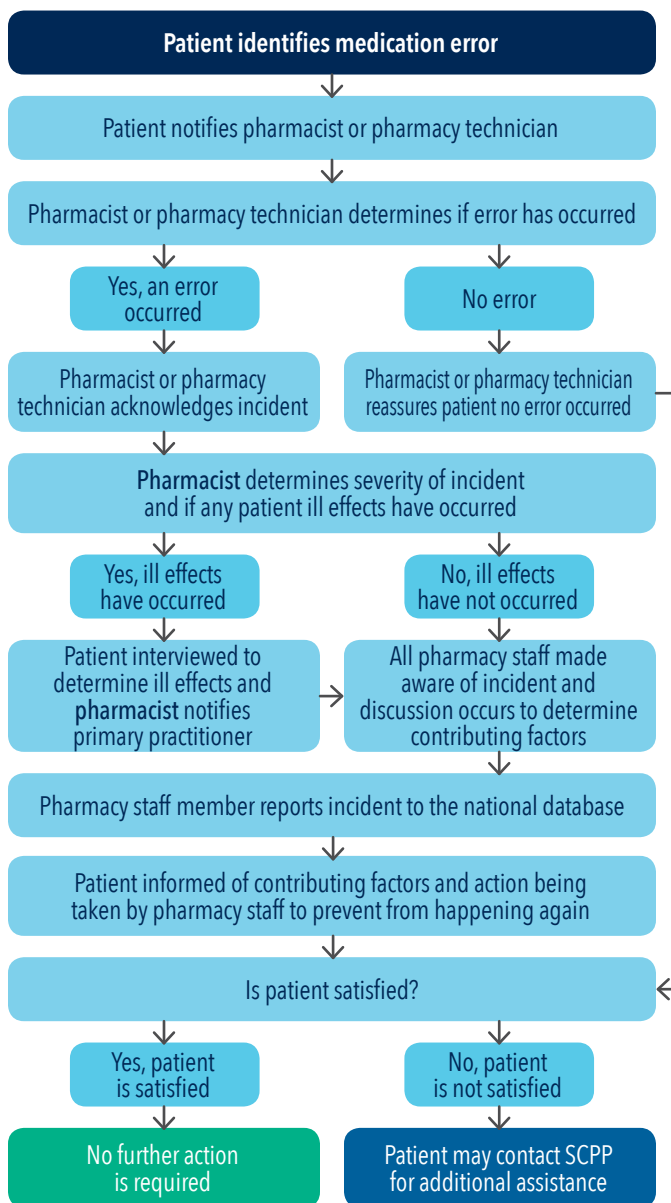 Patient identifies medication error
Patient notifies pharmacist or pharmacy technician
Pharmacist or pharmacy technician determines if error has occurred
Yes, an error
occurred
No error
Pharmacist or pharmacy
technician acknowledges incident
Pharmacist or pharmacy technician
reassures patient no error occurred
Pharmacist determines severity of incident
and if any patient ill effects have occurred
Yes, ill effects
have occurred
No, ill effects
have not occurred
Patient interviewed to
determine ill effects and
pharmacist notifies
primary practitioner
All pharmacy staff made
aware of incident and
discussion occurs to determine
contributing factors
Pharmacy staff member reports incident to the national database
Patient informed of contributing factors and action being
taken by pharmacy staff to prevent from happening again
Is patient satisfied?
Yes, patient
is satisfied
No, patient
is not satisfied
No further action
is required
Patient may contact SCPP
for additional assistance